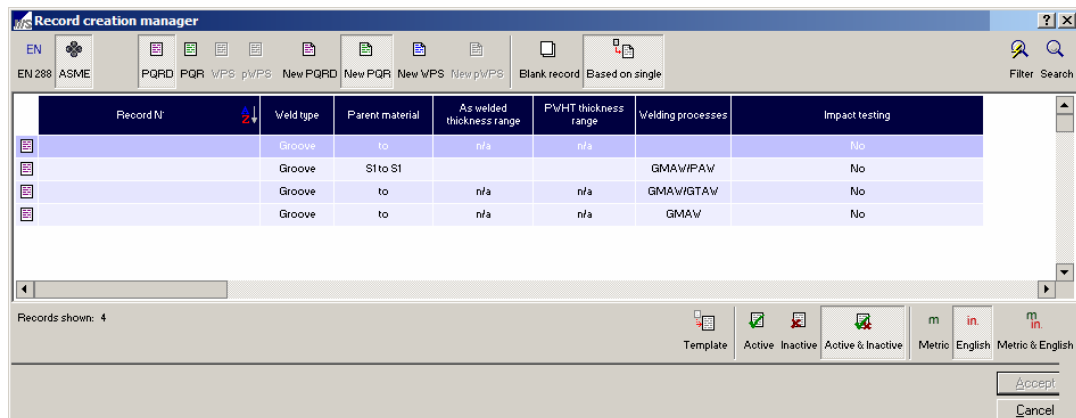 Record creation manager
EN
EN 288 ASME PQRD PQR WPS pWPS New PQRD New PQR New WPS New pWPS Blank record Based on single Filter Search
Record N° Weld type Parent material As welded thickness range PWHT thickness range Welding processes Impact testing
Groove to n/a n/a No
Groove S1 to S1 GMAW/PAW No
Groove to n/a n/a GMAW/GTAW No
Groove to n/a n/a GMAW No
Records shown: 4
m in. m in.
Template Active Inactive Active & Inactive Metric English Metric & English
Accept
Cancel